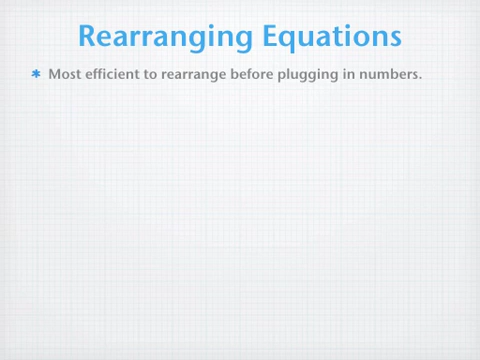 Rearranging Equations
* Most efficient to rearrange before plugging in numbers.